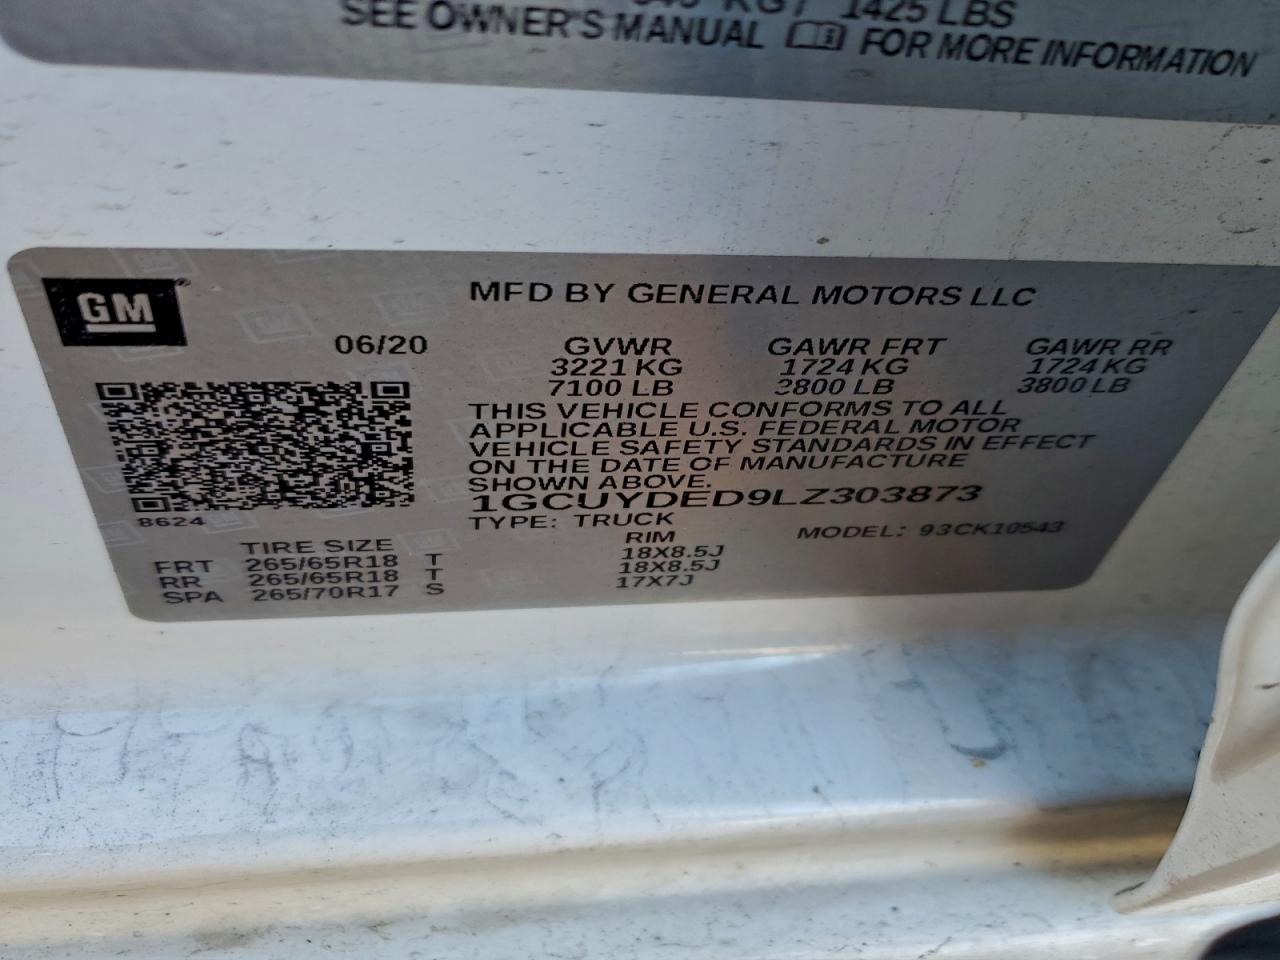 1425 LBS
SEE OWNER'S MANUAL FOR MORE INFORMATION
GM
MFD BY GENERAL MOTORS LLC
06/20 GVWR GAWR FRT GAWR RR
3221 KG 1724 KG 1724 KG
7100 LB 3800 LB 3800 LB
THIS VEHICLE CONFORMS TO ALL
APPLICABLE U.S. FEDERAL MOTOR
VEHICLE SAFETY STANDARDS IN EFFECT
ON THE DATE OF MANUFACTURE
SHOWN ABOVE.
1GCUYDED9LZ303873
8624
TYPE: TRUCK MODEL: 93CK10543
TIRE SIZE RIM
FRT 265/65R18 T 18X8.5J
RR 265/65R18 T 18X8.5J
SPA 265/70R17 S 17X7J